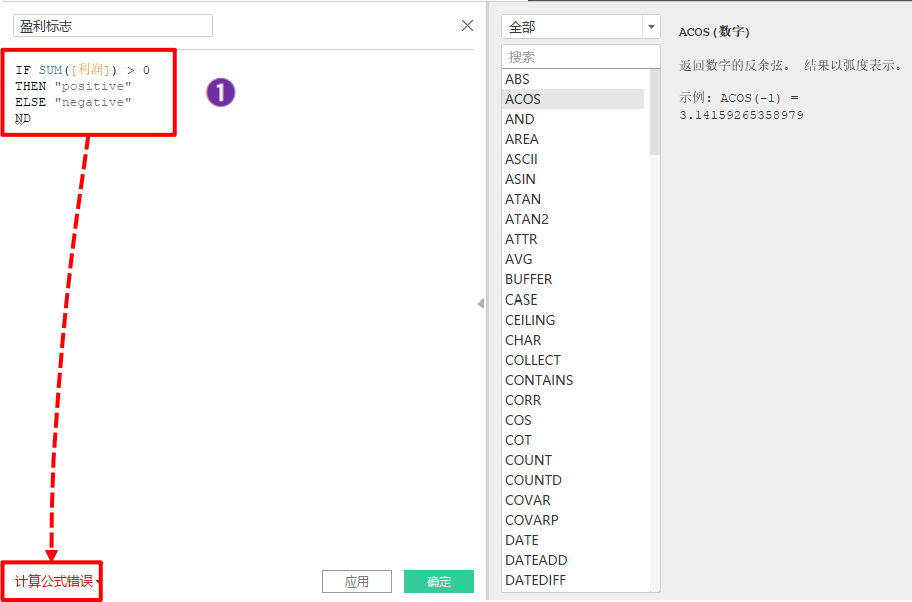 盈利标志
IF SUM([利润]) > 0
THEN "positive"
ELSE "negative"
ND
1
计算公式错误
应用
确定
全部
搜索
ABS
ACOS
AND
AREA
ASCII
ASIN
ATAN
ATAN2
ATTR
AVG
BUFFER
CASE
CEILING
CHAR
COLLECT
CONTAINS
CORR
COS
COT
COUNT
COUNTD
COVAR
COVARP
DATE
DATEADD
DATEDIFF
ACOS(数字)
返回数字的反余弦。 结果以弧度表示。
示例: ACOS(-1) =
3.14159265358979